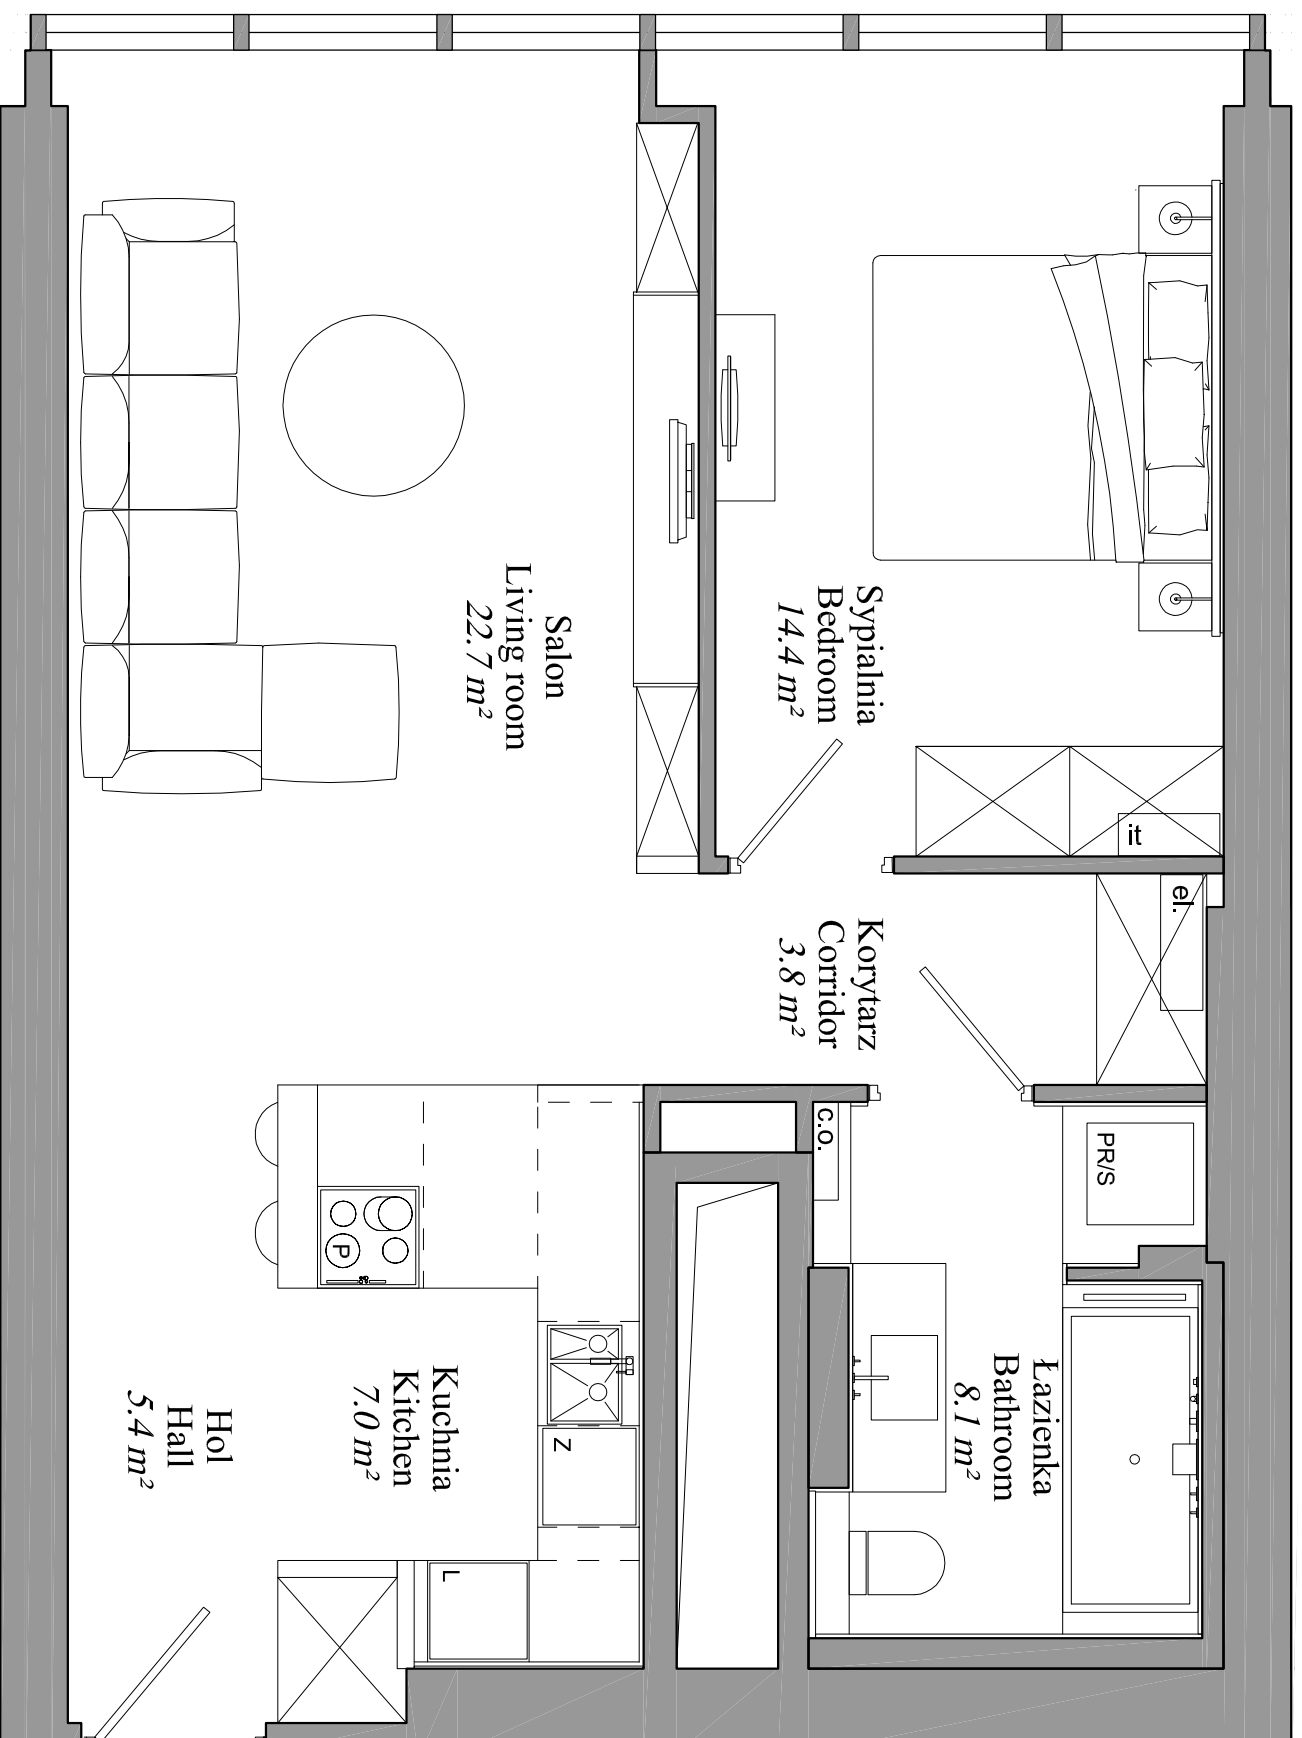 Salon
Living room
22.7 m²
Sypialnia
Bedroom
14.4 m²
it
el.
Korytarz
Corridor
3.8 m²
c.o.
PR/S
P
Z
L
Kuchnia
Kitchen
7.0 m²
Hol
Hall
5.4 m²
Łazienka
Bathroom
8.1 m²